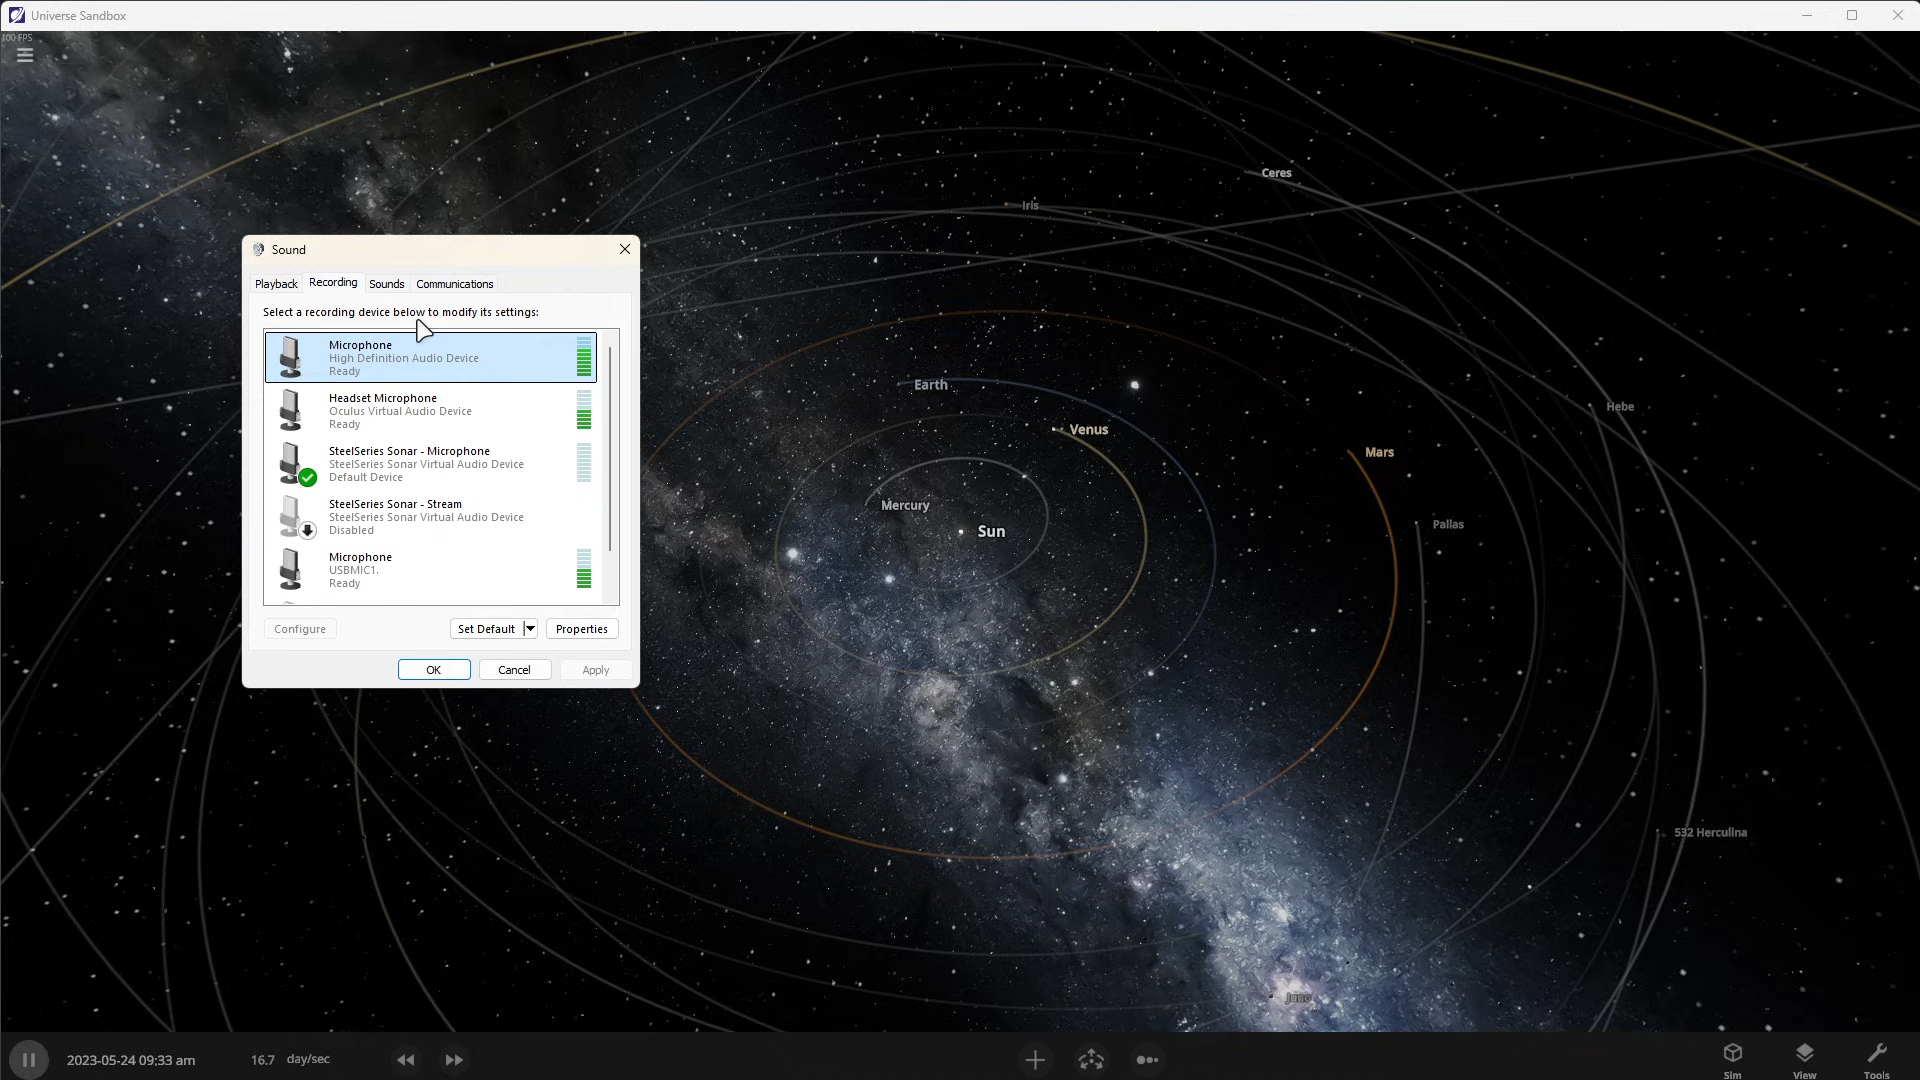 Universe Sandbox
100 FPS
Ceres
Iris
Sound
Playback Recording Sounds Communications
Select a recording device below to modify its settings:
Microphone
High Definition Audio Device
Ready
Headset Microphone
Oculus Virtual Audio Device
Ready
SteelSeries Sonar - Microphone
SteelSeries Sonar Virtual Audio Device
Default Device
SteelSeries Sonar - Stream
SteelSeries Sonar Virtual Audio Device
Disabled
Microphone
USBMIC1.
Ready
Configure Set Default Properties
OK Cancel Apply
Earth
Hebe
Venus
Mars
Mercury
Pallas
Sun
532 Herculina
Juno
2023-05-24 09:33 am 16.7 day/sec
Sim View Tools